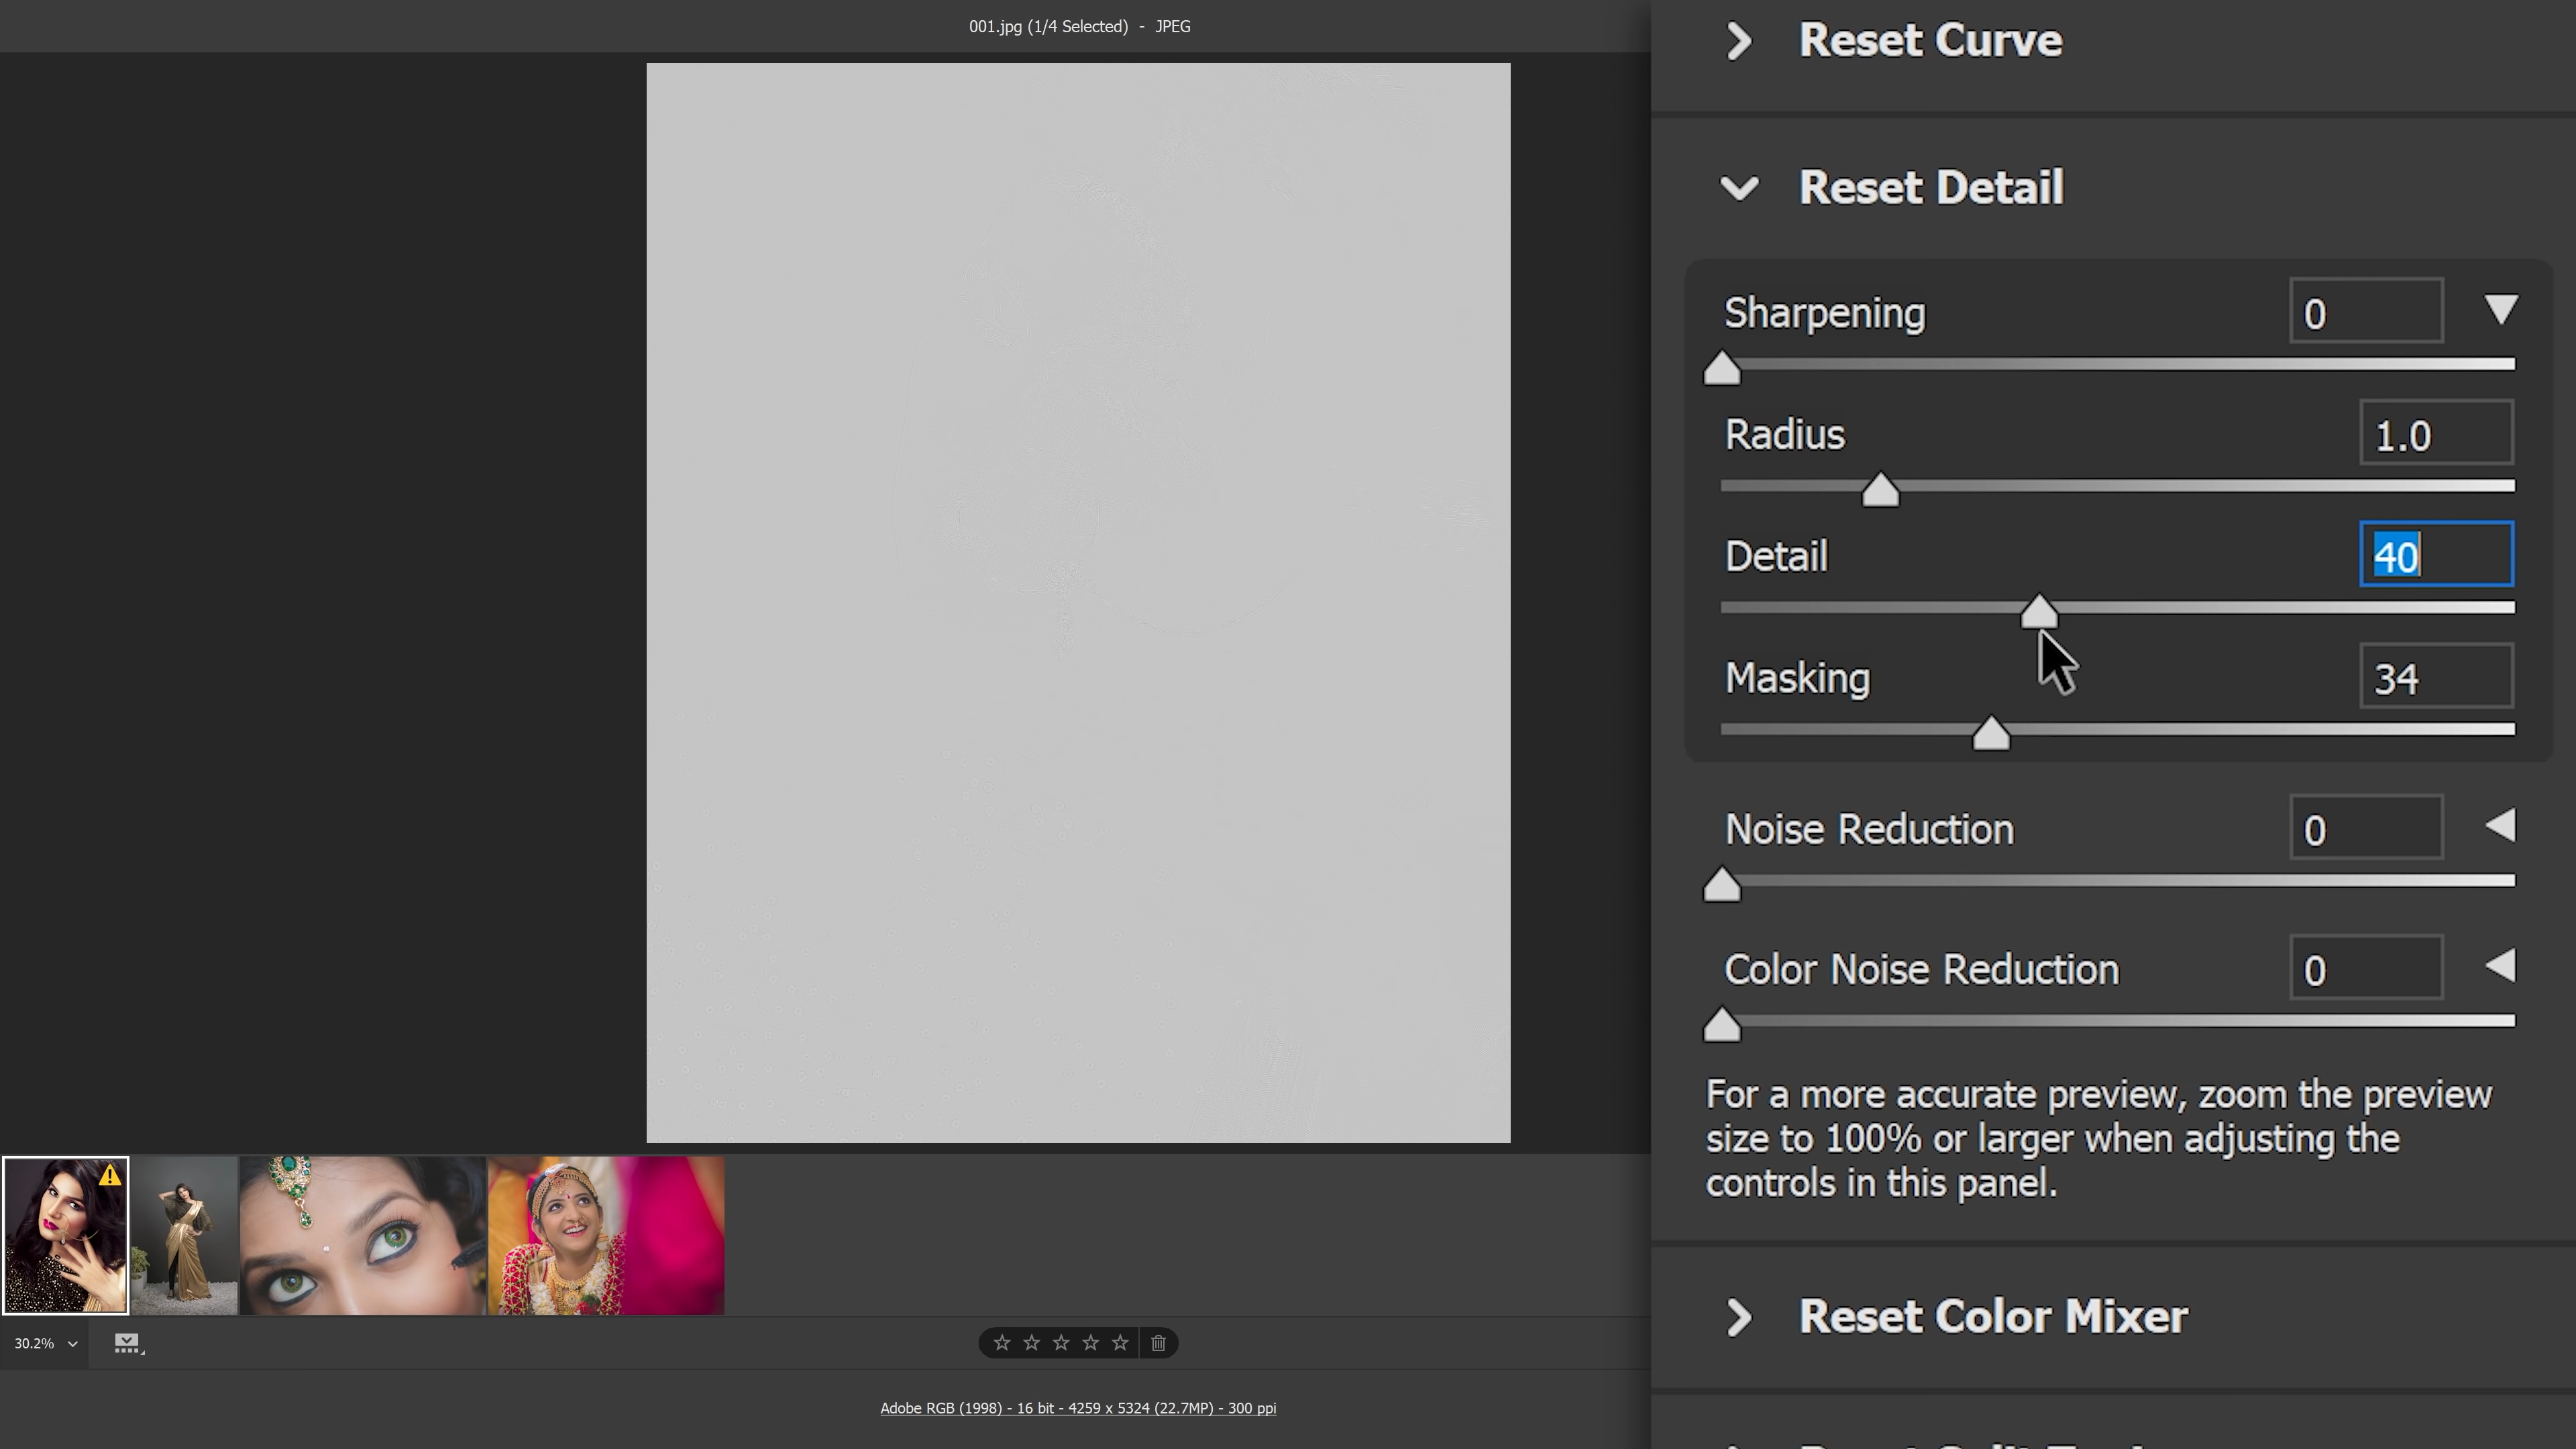 001.jpg (1/4 Selected) - JPEG
Reset Curve
Reset Detail
Sharpening 0
Radius 1.0
Detail 40
Masking 34
Noise Reduction 0
Color Noise Reduction 0
For a more accurate preview, zoom the preview
size to 100% or larger when adjusting the
controls in this panel.
Reset Color Mixer
30.2%
Adobe RGB (1998) - 16 bit - 4259 x 5324 (22.7MP) - 300 ppi